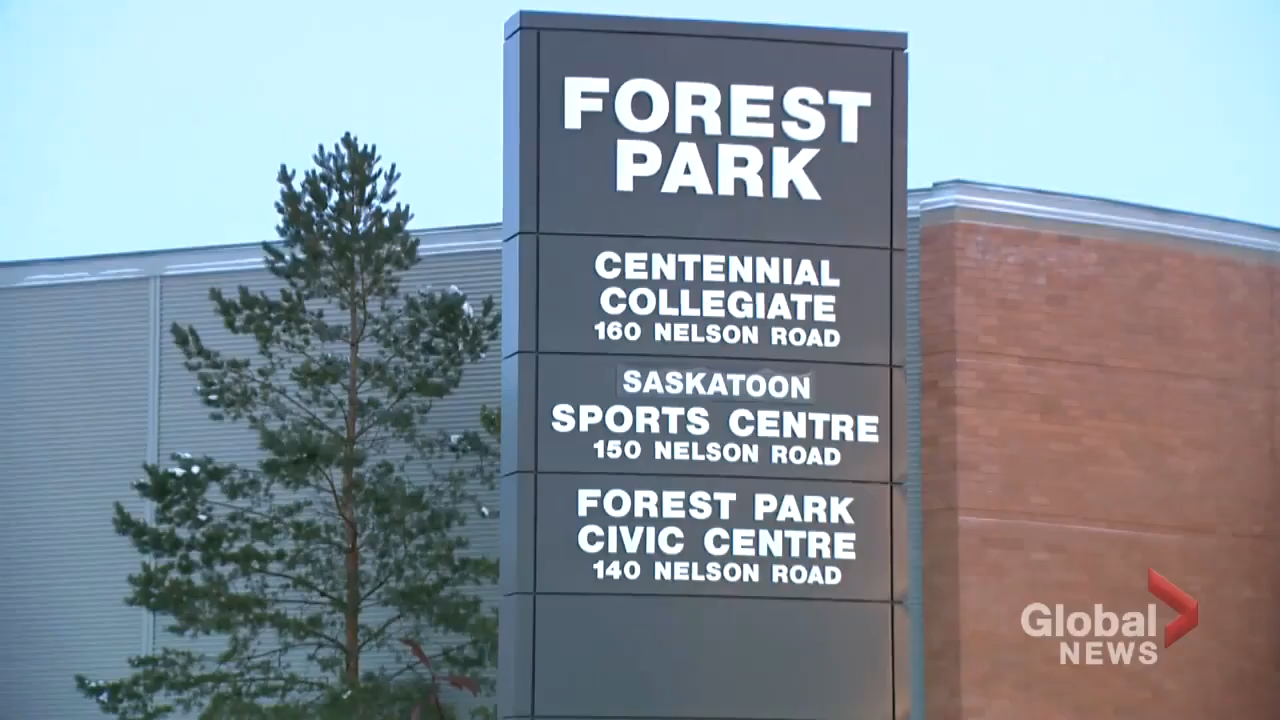 FOREST
PARK
CENTENNIAL
COLLEGIATE
160 NELSON ROAD
SASKATOON
SPORTS CENTRE
150 NELSON ROAD
FOREST PARK
CIVIC CENTRE
140 NELSON ROAD
Global
NEWS